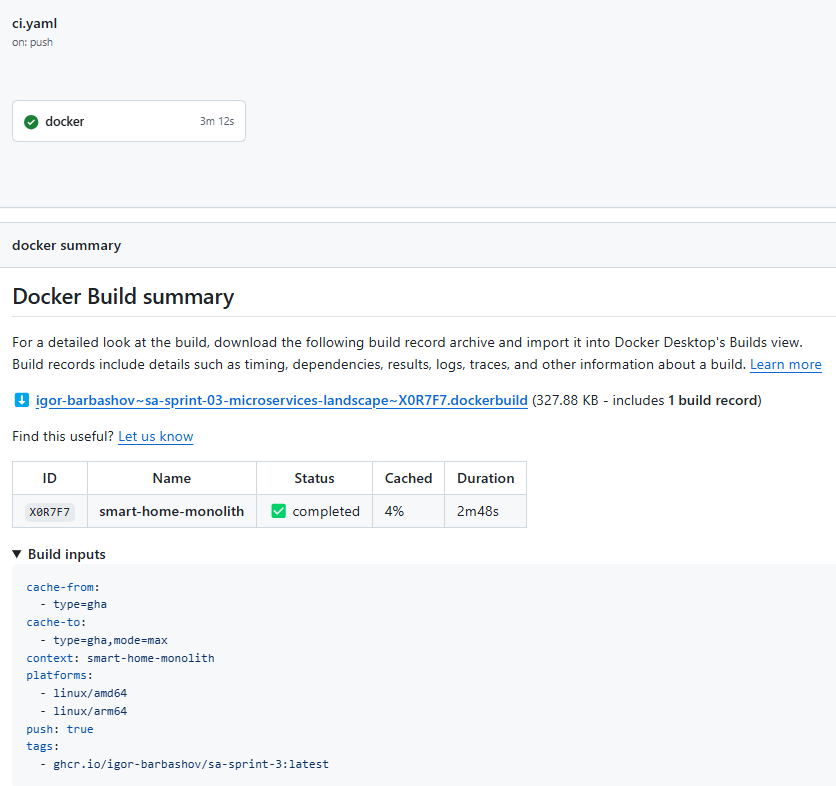 ci.yaml
on: push
docker 3m 12s
docker summary
Docker Build summary
For a detailed look at the build, download the following build record archive and import it into Docker Desktop's Builds view.
Build records include details such as timing, dependencies, results, logs, traces, and other information about a build. Learn more
igor-barbashov~sa-sprint-03-microservices-landscape~X0R7F7.dockerbuild (327.88 KB - includes 1 build record)
Find this useful? Let us know
ID Name Status Cached Duration
X0R7F7 smart-home-monolith completed 4% 2m48s
Build inputs
cache-from:
- type=gha
cache-to:
- type=gha,mode=max
context: smart-home-monolith
platforms:
- linux/amd64
- linux/arm64
push: true
tags:
- ghcr.io/igor-barbashov/sa-sprint-3:latest